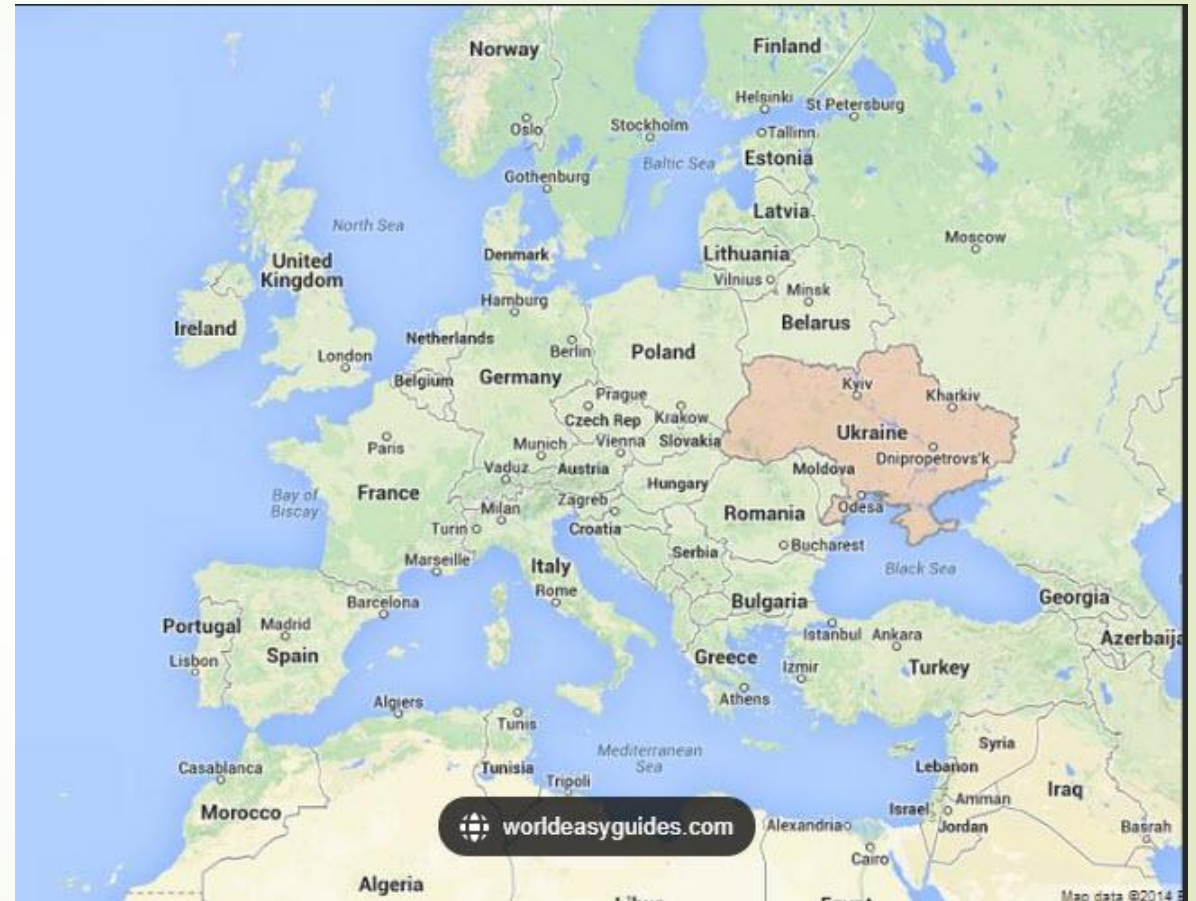 Norway
Finland
Helsinki
St Petersburg
Oslo
Stockholm
Tallinn
Baltic Sea
Estonia
Gothenburg
Latvia
North Sea
Moscow
Denmark
Lithuania
United
Kingdom
Vilnius
Minsk
Hamburg
Ireland
Belarus
Netherlands
London
Berlin
Poland
Belgium
Germany
Kyiv
Prague
Kharkiv
Czech Rep
Krakow
Ukraine
Paris
Munich
Vienna
Slovakia
Dnipropetrovs'k
Vaduz
Austria
Moldova
Hungary
France
Bay of
Biscay
Zagreb
Milan
Odesa
Romania
Turin
Croatia
Bucharest
Serbia
Marseille
Italy
Black Sea
Rome
Barcelona
Bulgaria
Georgia
Portugal
Madrid
Istanbul
Ankara
Azerbaija
Spain
Greece
Lisbon
Izmir
Turkey
Athens
Algiers
Tunis
Mediterranean
Sea
Syria
Casablanca
Tunisia
Lebanon
Tripoli
Iraq
Morocco
Israel
Amman
worldeasyguides.com
Alexandria
Jordan
Basrah
Cairo
Algeria
Map data ©2014